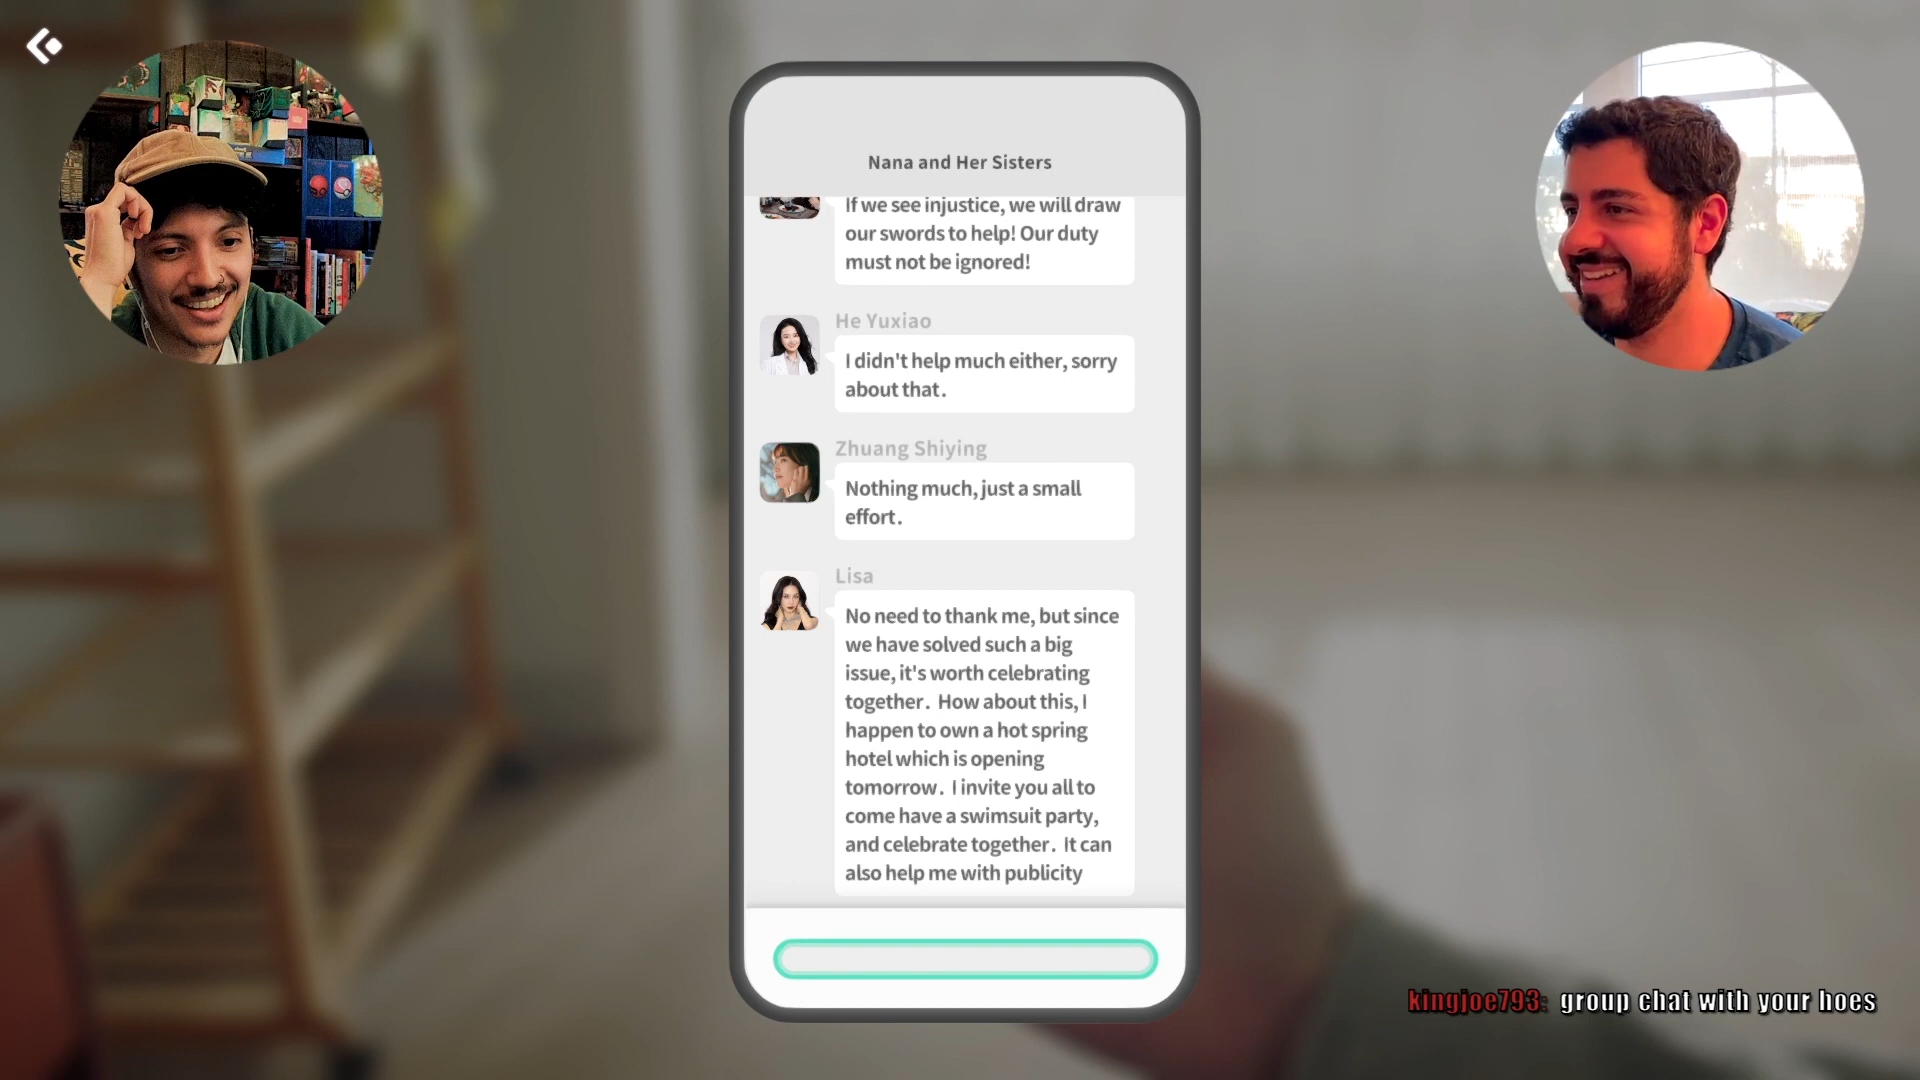 Nana and Her Sisters
If we see injustice, we will draw
our swords to help! Our duty
must not be ignored!
He Yuxiao
I didn't help much either, sorry
about that.
Zhuang Shiying
Nothing much, just a small
effort.
Lisa
No need to thank me, but since
we have solved such a big
issue, it's worth celebrating
together. How about this, I
happen to own a hot spring
hotel which is opening
tomorrow. I invite you all to
come have a swimsuit party,
and celebrate together. It can
also help me with publicity
kingjoe793: group chat with your hoes